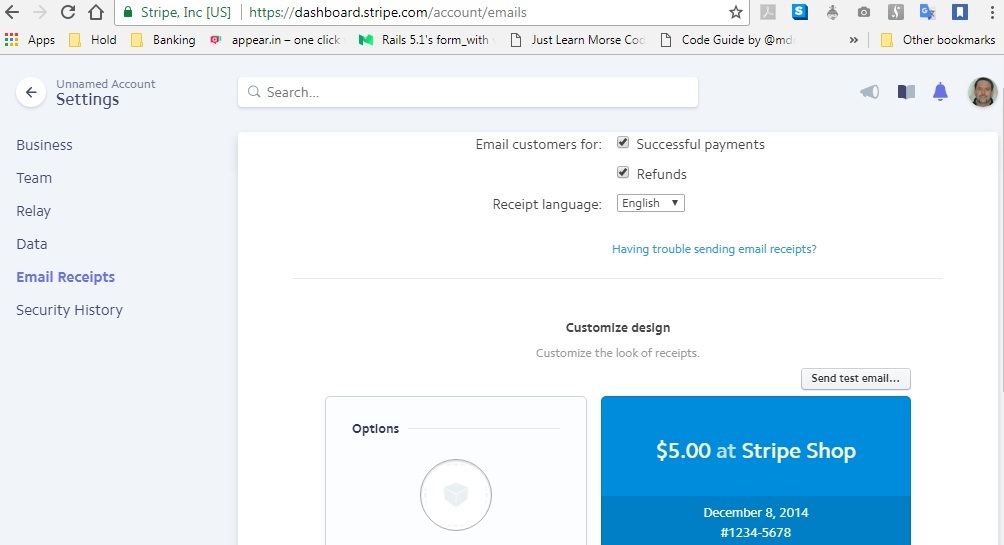 Stripe, Inc [US] | https://dashboard.stripe.com/account/emails
Apps Hold Banking appear.in – one click Rails 5.1's form_with Just Learn Morse Cod Code Guide by @md » Other bookmarks
Unnamed Account
Settings
Search...
Business
Team
Relay
Data
Email Receipts
Security History
Email customers for: Successful payments
Refunds
Receipt language: English
Having trouble sending email receipts?
Customize design
Customize the look of receipts.
Send test email...
Options
$5.00 at Stripe Shop
December 8, 2014
#1234-5678